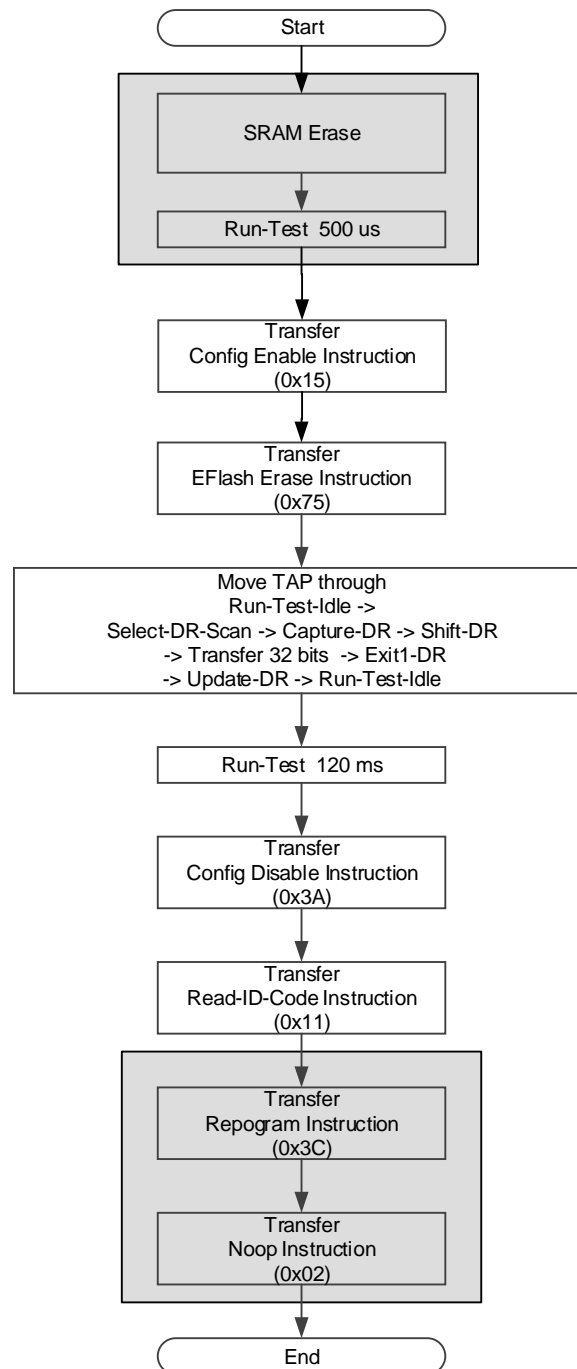 Start
SRAM Erase
Run-Test  500 us
Transfer
Config Enable Instruction
(0x15)
Transfer
EFlash Erase Instruction
(0x75)
Move TAP through
Run-Test-Idle ->
Select-DR-Scan -> Capture-DR -> Shift-DR
-> Transfer 32 bits  -> Exit1-DR
-> Update-DR -> Run-Test-Idle
Run-Test  120 ms
Transfer
Config Disable Instruction
(0x3A)
Transfer
Read-ID-Code Instruction
(0x11)
Transfer
Repogram Instruction
(0x3C)
Transfer
Noop Instruction
(0x02)
End